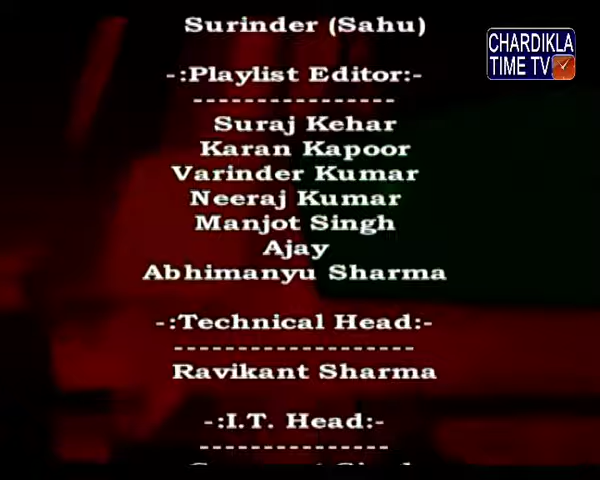 Surinder (Sahu)
CHARDIKLA
TIME TV
-:Playlist Editor:-
----------------
Suraj Kehar
Karan Kapoor
Varinder Kumar
Neeraj Kumar
Manjot Singh
Ajay
Abhimanyu Sharma
-:Technical Head:-
-------------------
Ravikant Sharma
-:I.T. Head:-
---------------